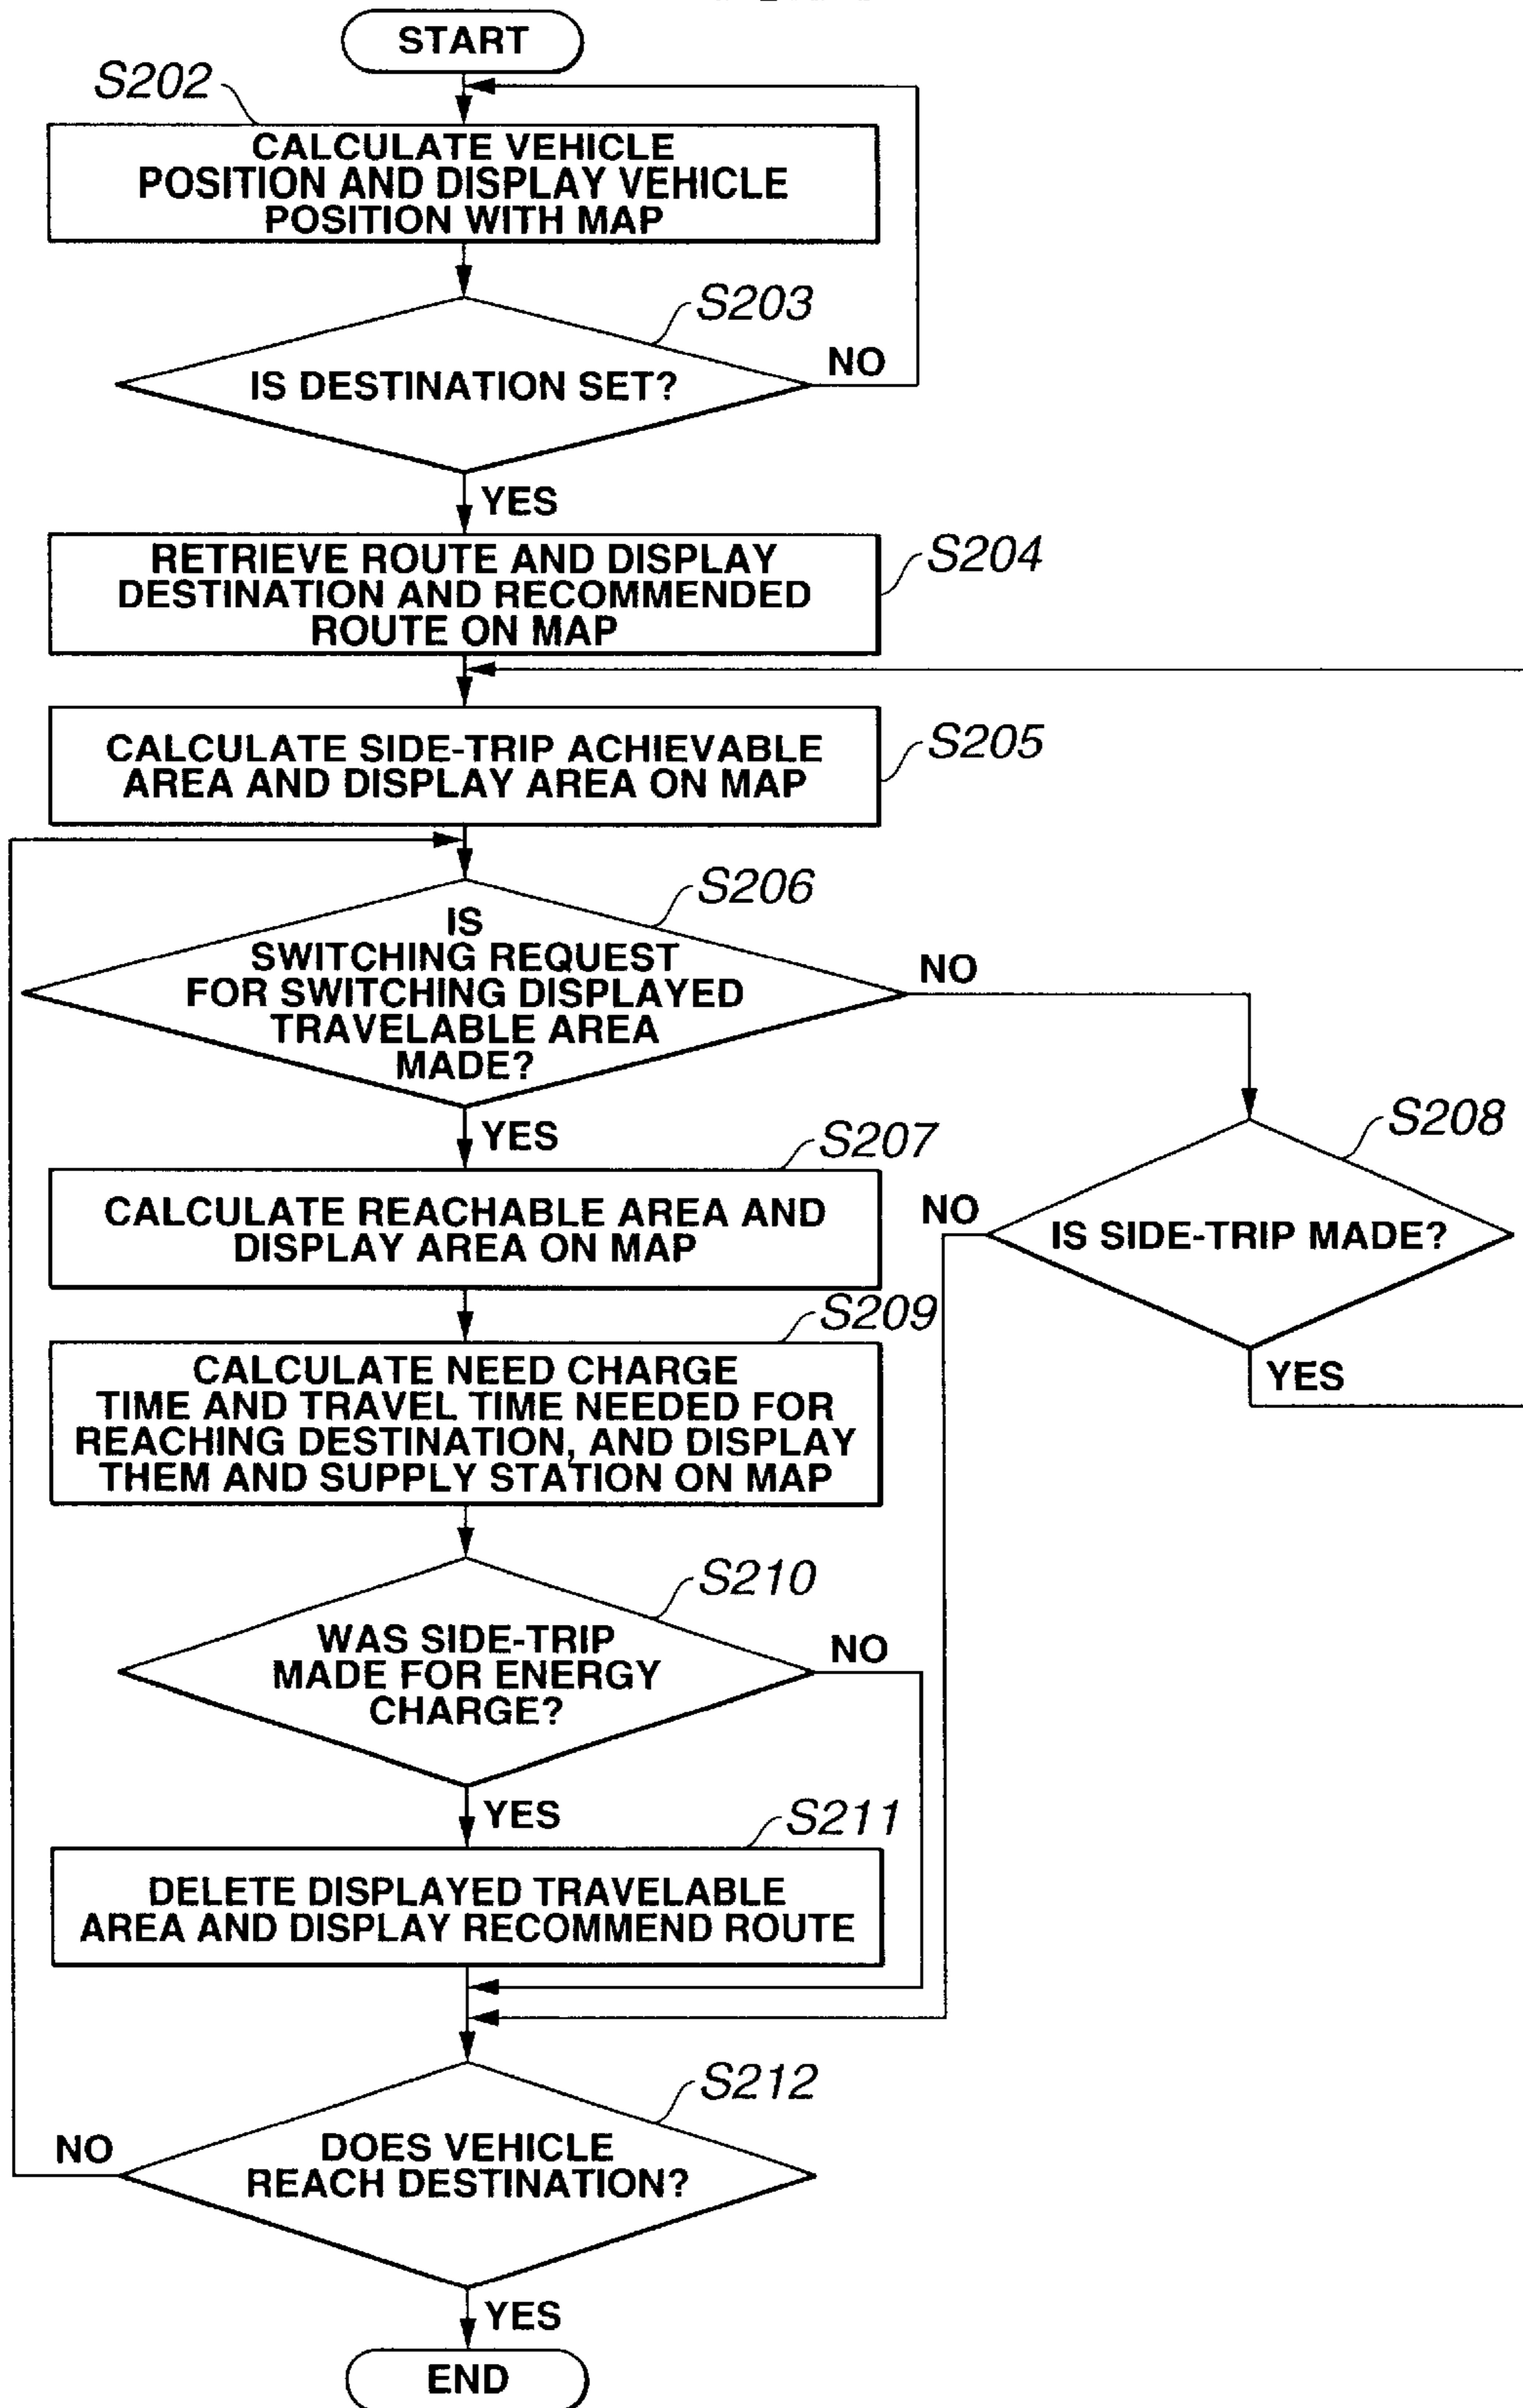 START
S202
CALCULATE VEHICLE
POSITION AND DISPLAY VEHICLE
POSITION WITH MAP
S203
IS DESTINATION SET?
NO
YES
RETRIEVE ROUTE AND DISPLAY
DESTINATION AND RECOMMENDED
ROUTE ON MAP
S204
CALCULATE SIDE-TRIP ACHIEVABLE
AREA AND DISPLAY AREA ON MAP
S205
S206
IS
SWITCHING REQUEST
FOR SWITCHING DISPLAYED
TRAVELABLE AREA
MADE?
NO
YES
S207
CALCULATE REACHABLE AREA AND
DISPLAY AREA ON MAP
S208
NO
IS SIDE-TRIP MADE?
YES
S209
CALCULATE NEED CHARGE
TIME AND TRAVEL TIME NEEDED FOR
REACHING DESTINATION, AND DISPLAY
THEM AND SUPPLY STATION ON MAP
S210
WAS SIDE-TRIP
MADE FOR ENERGY
CHARGE?
NO
YES
S211
DELETE DISPLAYED TRAVELABLE
AREA AND DISPLAY RECOMMEND ROUTE
S212
NO
DOES VEHICLE
REACH DESTINATION?
YES
END